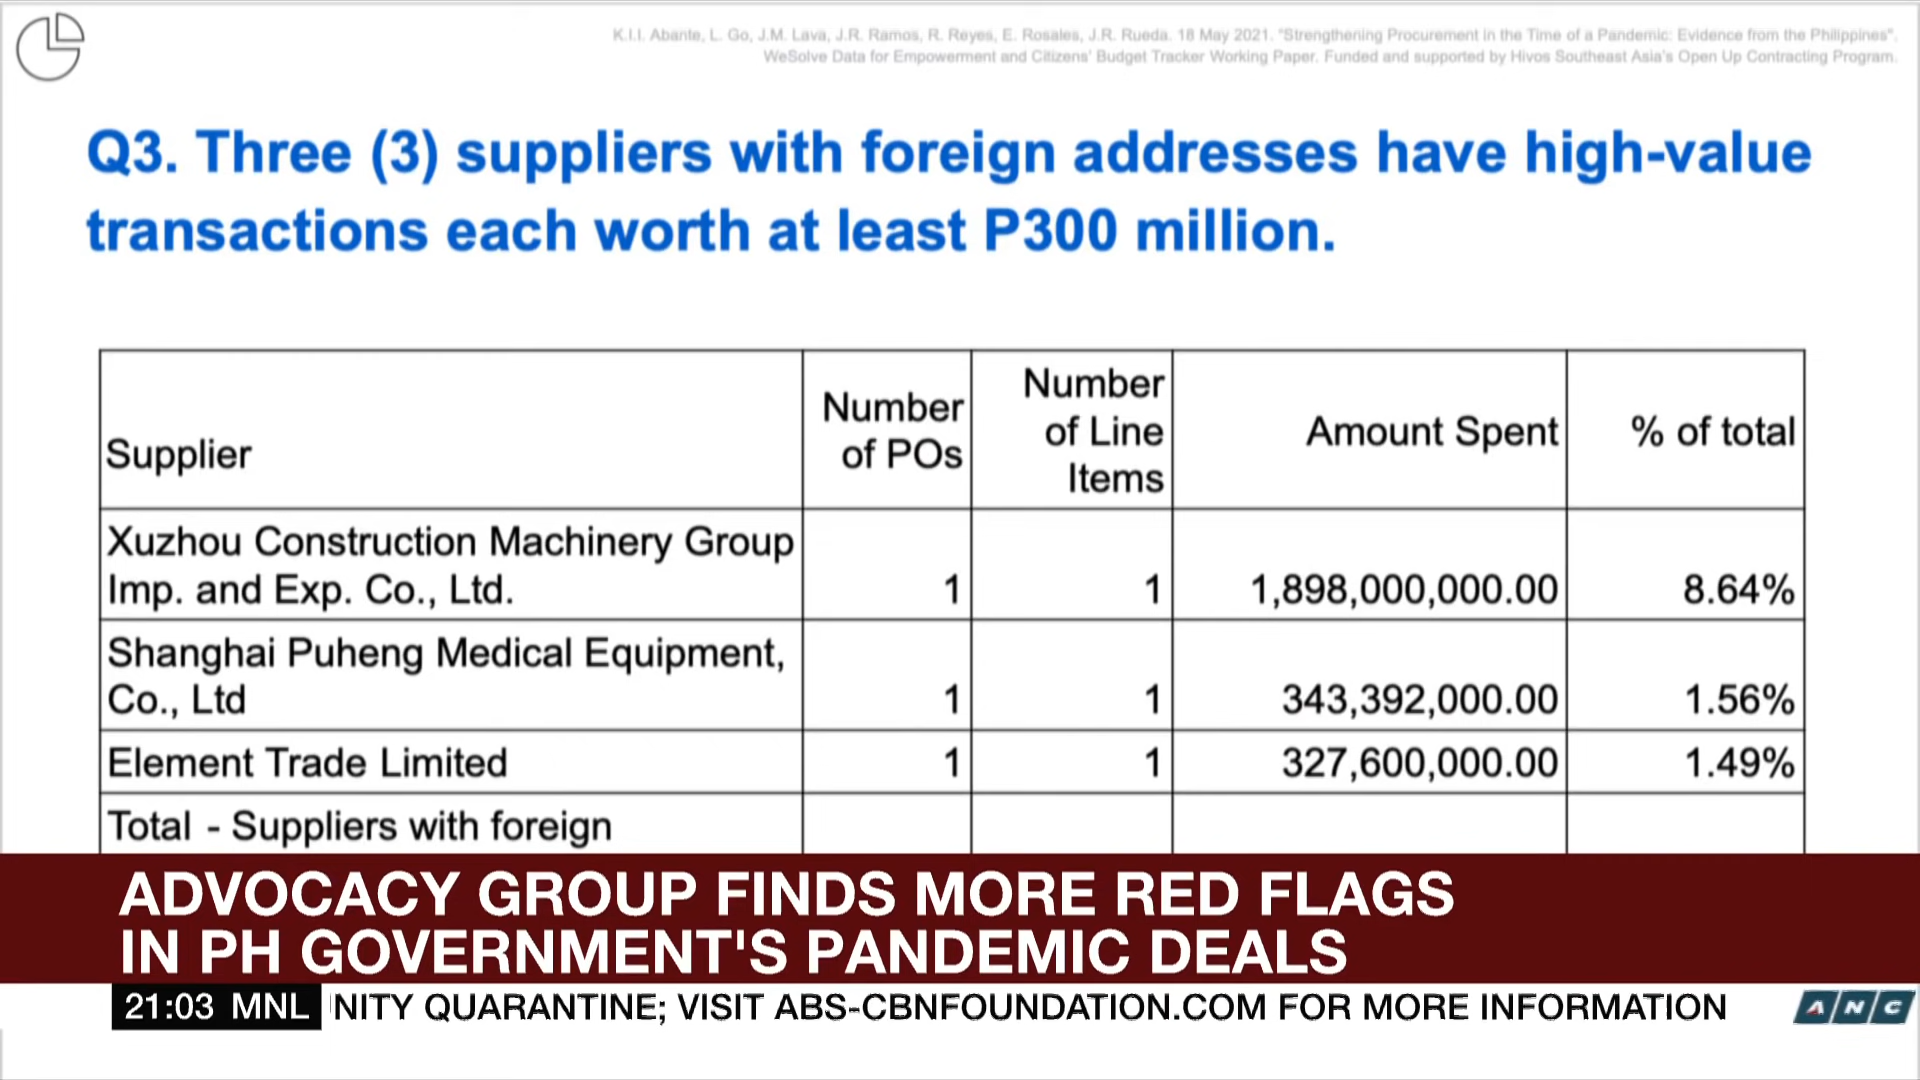 K.I.I. Abante, L. Go, J.M. Lava, J.R. Ramos, R. Reyes, E. Rosales, J.R. Rueda. 18 May 2021. "Strengthening Procurement in the Time of a Pandemic: Evidence from the Philippines".
WeSolve Data for Empowerment and Citizens' Budget Tracker Working Paper. Funded and supported by Hivos Southeast Asia's Open Up Contracting Program.
Q3. Three (3) suppliers with foreign addresses have high-value
transactions each worth at least P300 million.
Supplier
Number
of POs
Number
of Line
Items
Amount Spent
% of total
Xuzhou Construction Machinery Group
Imp. and Exp. Co., Ltd.
1
1
1,898,000,000.00
8.64%
Shanghai Puheng Medical Equipment,
Co., Ltd
1
1
343,392,000.00
1.56%
Element Trade Limited
1
1
327,600,000.00
1.49%
Total - Suppliers with foreign
ADVOCACY GROUP FINDS MORE RED FLAGS
IN PH GOVERNMENT'S PANDEMIC DEALS
21:03 MNL
NITY QUARANTINE; VISIT ABS-CBNFOUNDATION.COM FOR MORE INFORMATION
ANC